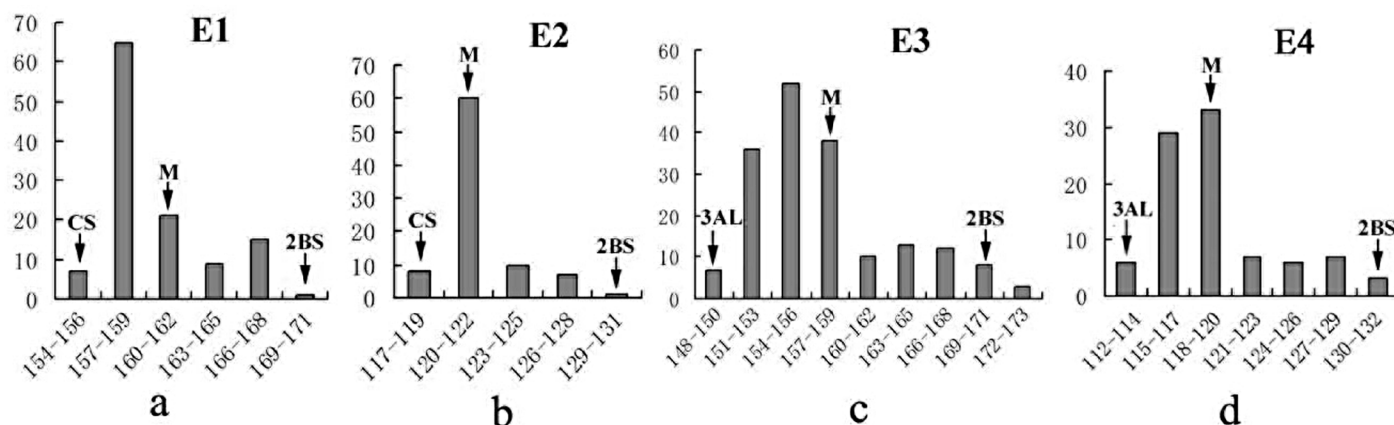 E1
70
60
50
40
30
20
10
0
CS
M
2BS
154-156
157-159
160-162
163-165
166-168
169-171
a
E2
70
60
50
40
30
20
10
0
CS
M
2BS
117-119
120-122
123-125
126-128
129-131
b
E3
60
50
40
30
20
10
0
3AL
M
2BS
148-150
151-153
154-156
157-159
160-162
163-165
166-168
169-171
172-173
c
E4
40
30
20
10
0
3AL
M
2BS
112-114
115-117
118-120
121-123
124-126
127-129
130-132
d